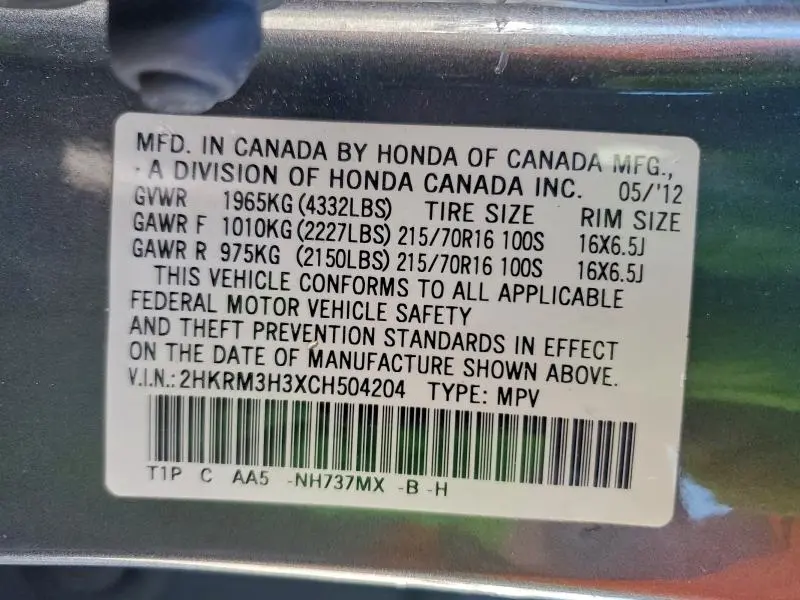 MFD. IN CANADA BY HONDA OF CANADA MFG.,
· A DIVISION OF HONDA CANADA INC. 05/'12
GVWR 1965KG (4332LBS) TIRE SIZE RIM SIZE
GAWR F 1010KG (2227LBS) 215/70R16 100S 16X6.5J
GAWR R 975KG (2150LBS) 215/70R16 100S 16X6.5J
THIS VEHICLE CONFORMS TO ALL APPLICABLE
FEDERAL MOTOR VEHICLE SAFETY
AND THEFT PREVENTION STANDARDS IN EFFECT
ON THE DATE OF MANUFACTURE SHOWN ABOVE.
V.I.N.: 2HKRM3H3XCH504204 TYPE: MPV
T1P C AA5 -NH737MX -B -H